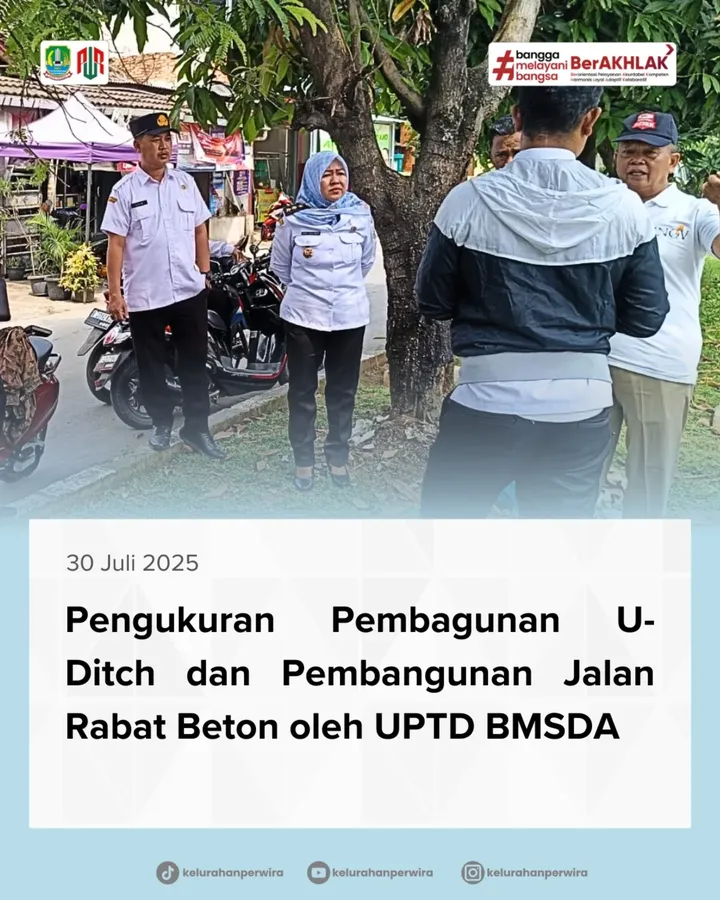 #bangga
melayani
bangsa
BerAKHLAK
30 Juli 2025
Pengukuran Pembagunan U-
Ditch dan Pembangunan Jalan
Rabat Beton oleh UPTD BMSDA
kelurahanperwira
kelurahanperwira
kelurahanperwira